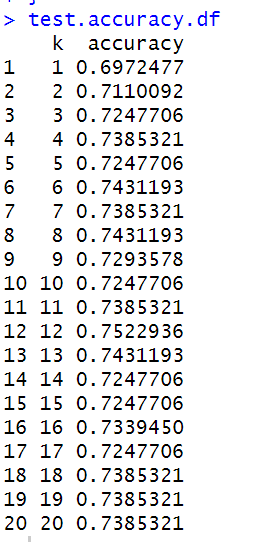 > test.accuracy.df
k accuracy
1 1 0.6972477
2 2 0.7110092
3 3 0.7247706
4 4 0.7385321
5 5 0.7247706
6 6 0.7431193
7 7 0.7385321
8 8 0.7431193
9 9 0.7293578
10 10 0.7247706
11 11 0.7385321
12 12 0.7522936
13 13 0.7431193
14 14 0.7247706
15 15 0.7247706
16 16 0.7339450
17 17 0.7247706
18 18 0.7385321
19 19 0.7385321
20 20 0.7385321